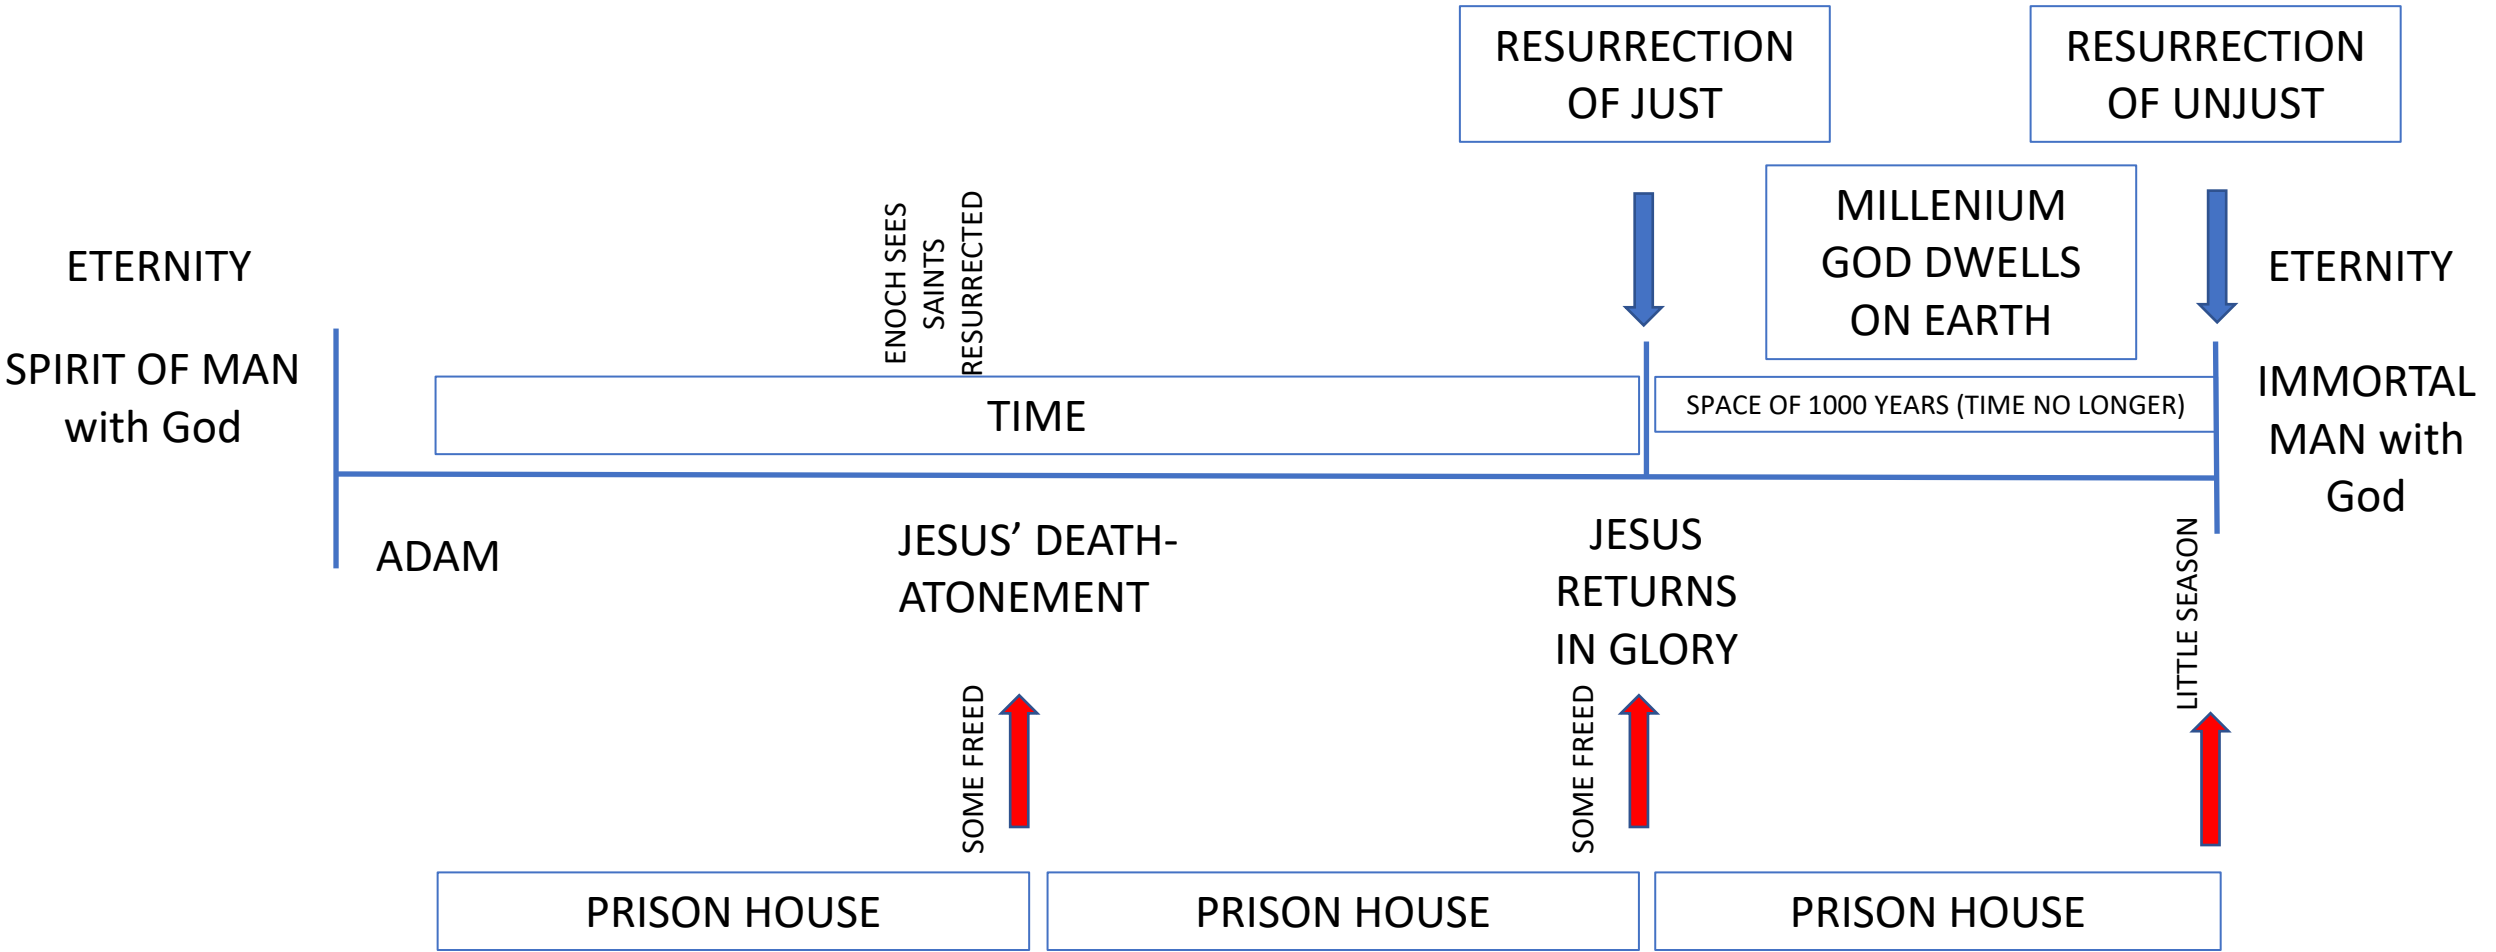 RESURRECTION
OF JUST
RESURRECTION
OF UNJUST
ETERNITY
SPIRIT OF MAN
with God
ENOCH SEES
SAINTS
RESURRECTED
MILLENIUM
GOD DWELLS
ON EARTH
ETERNITY
IMMORTAL
MAN with
God
TIME
SPACE OF 1000 YEARS (TIME NO LONGER)
ADAM
JESUS’ DEATH-
ATONEMENT
JESUS
RETURNS
IN GLORY
LITTLE SEASON
SOME FREED
SOME FREED
PRISON HOUSE
PRISON HOUSE
PRISON HOUSE